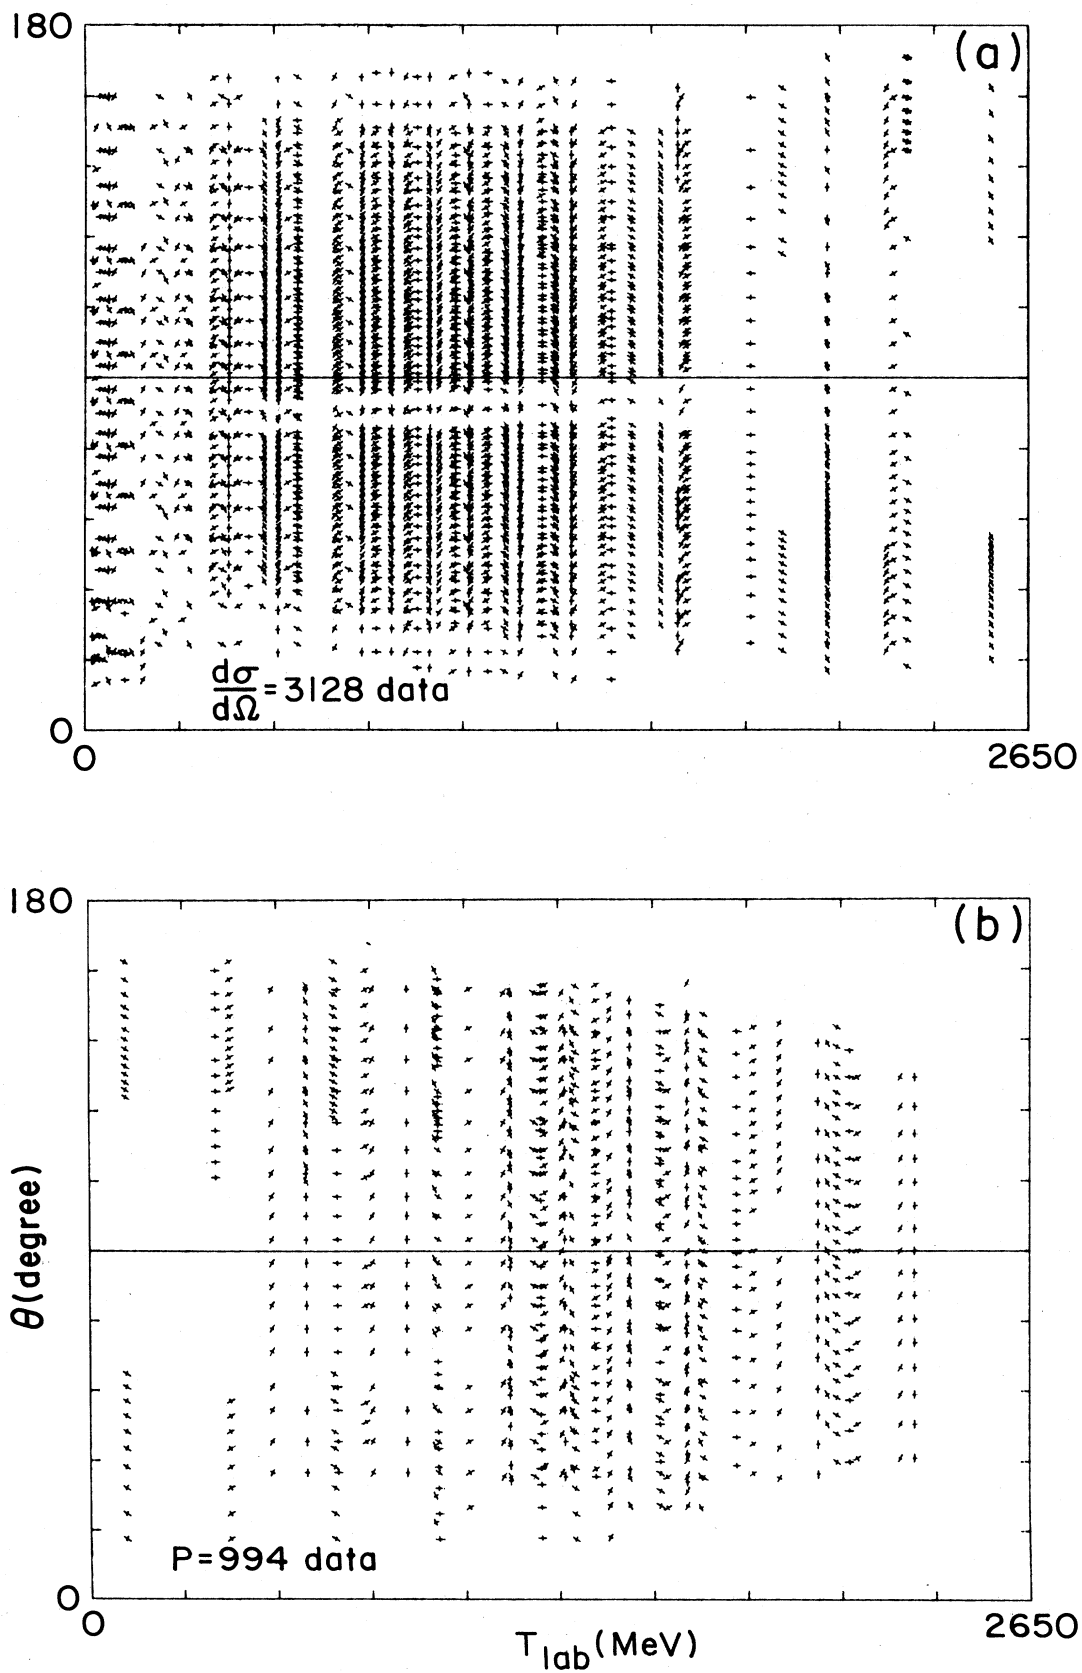 180
(a)
dσ/dΩ = 3128 data
0
0
2650
180
(b)
θ (degree)
P = 994 data
0
0
2650
T_lab (MeV)